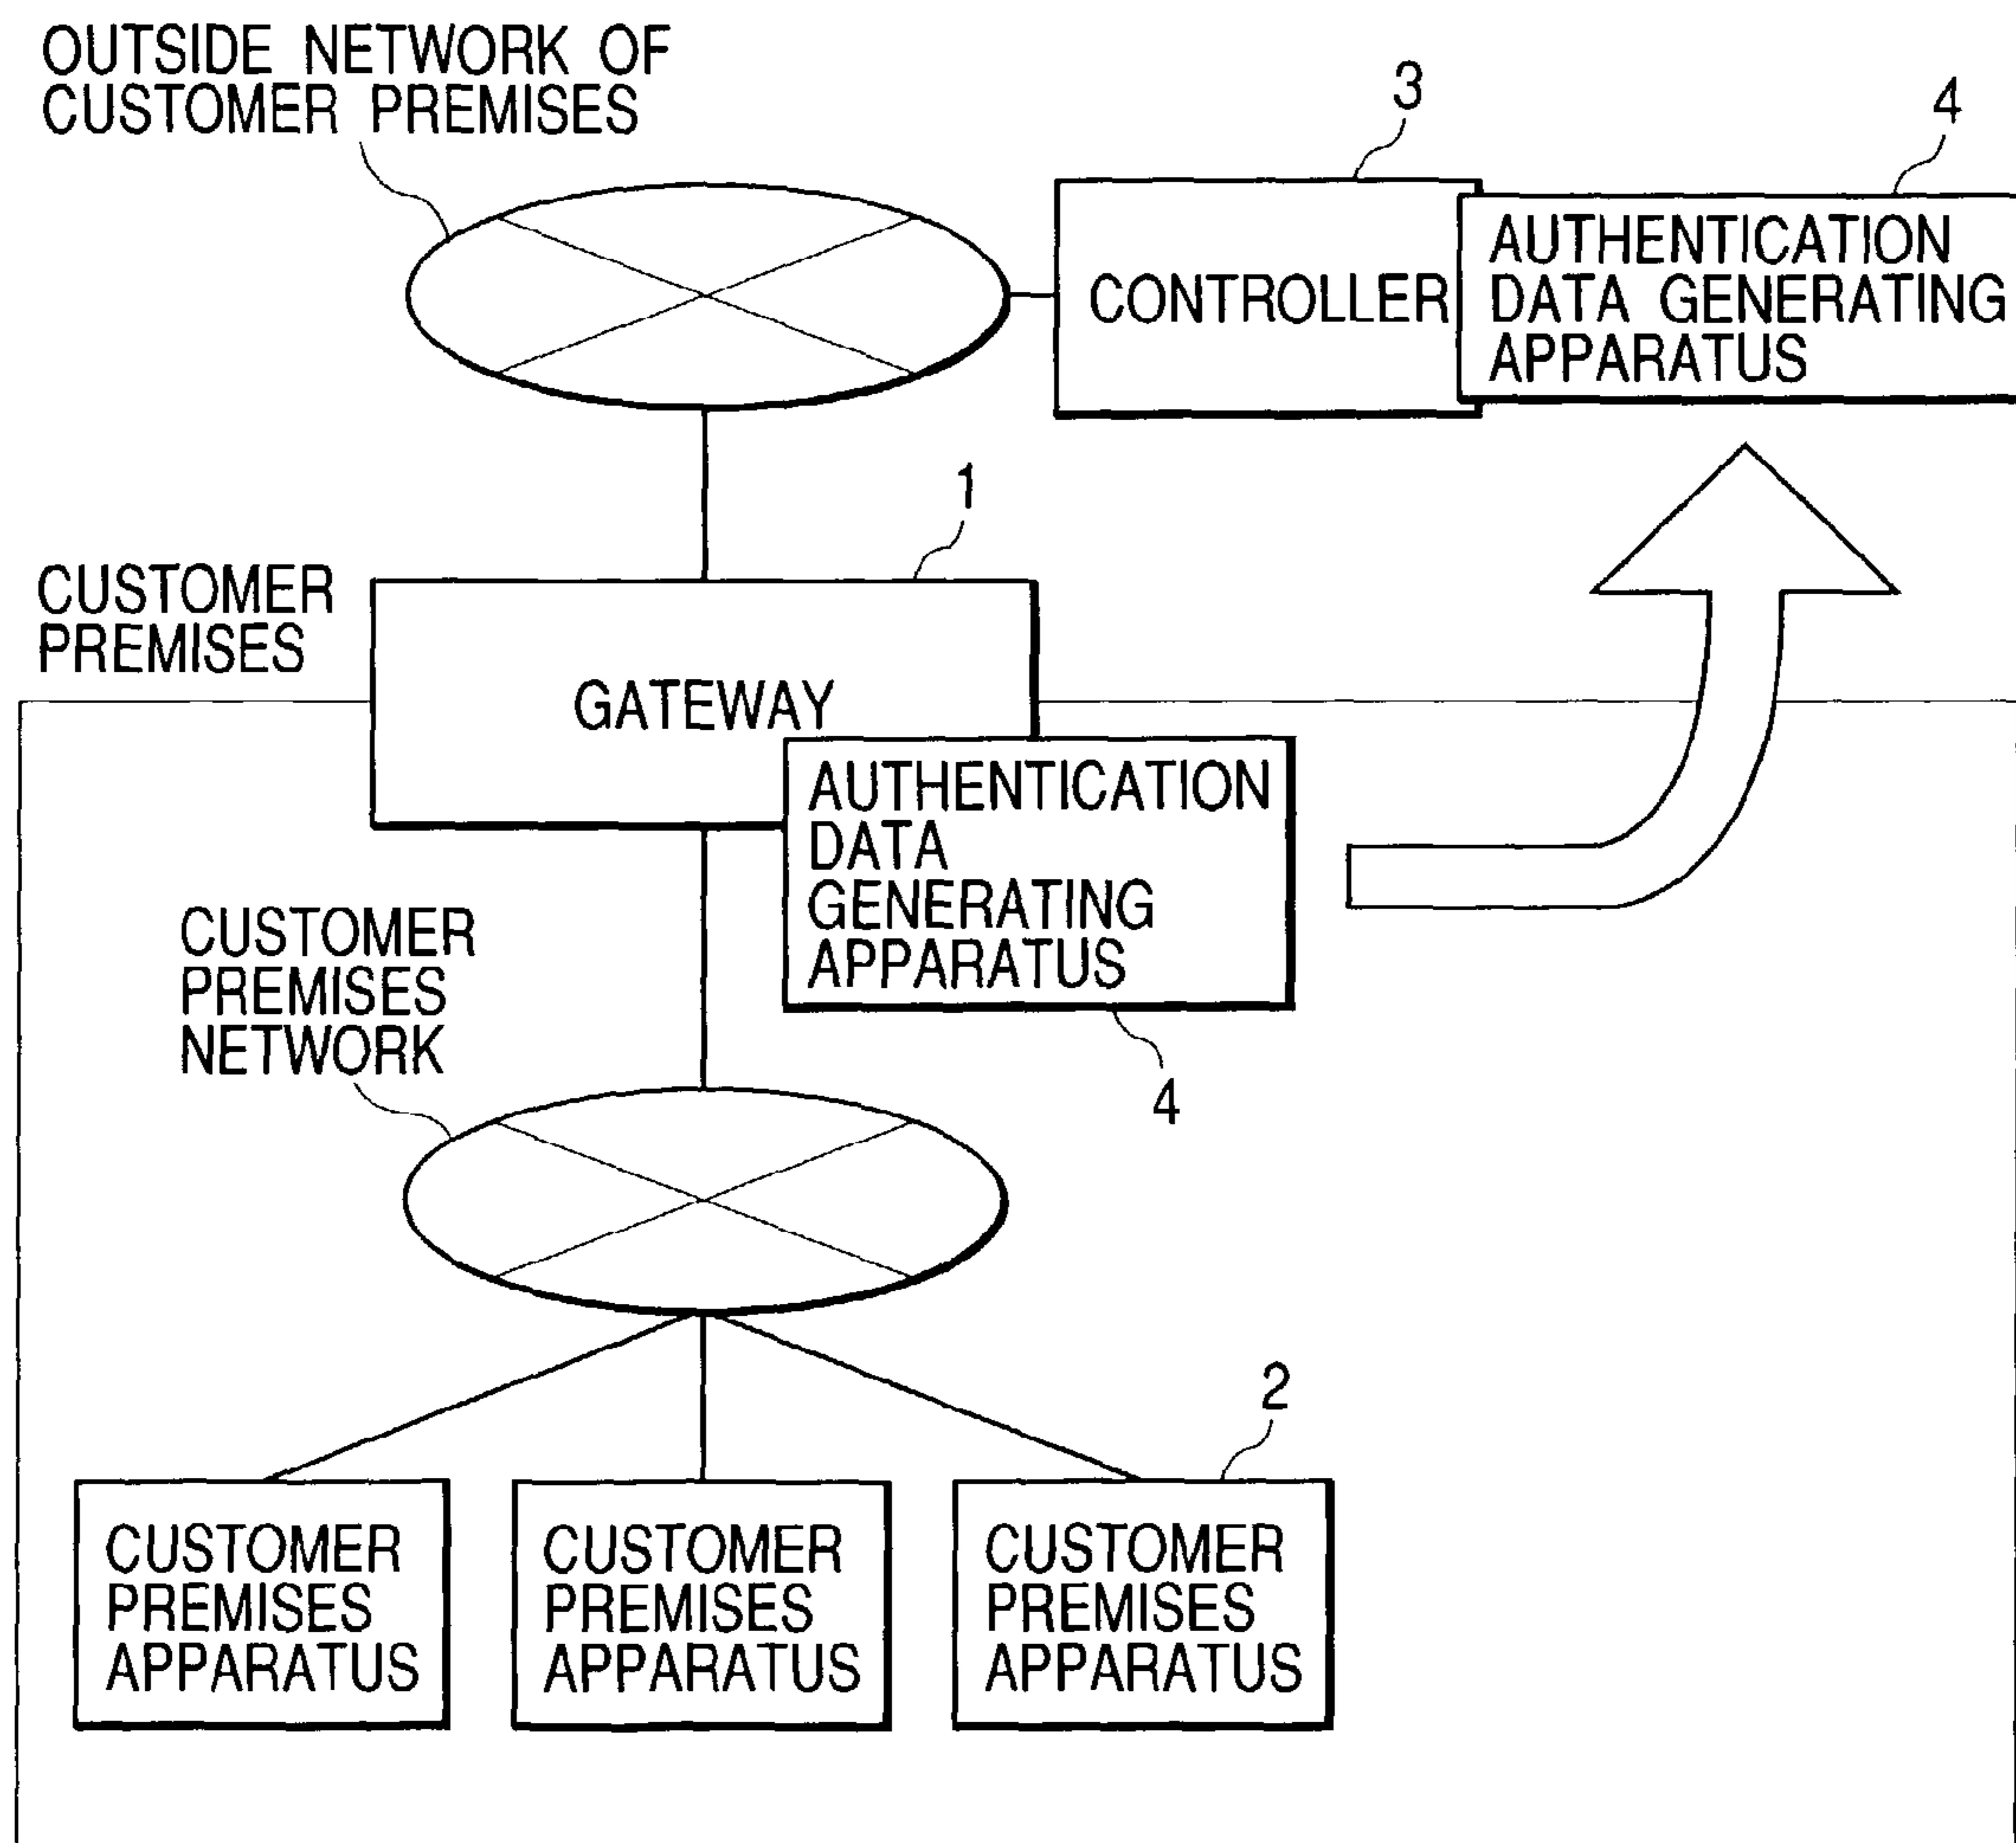 OUTSIDE NETWORK OF
CUSTOMER PREMISES
3
4
CONTROLLER
AUTHENTICATION
DATA GENERATING
APPARATUS
1
CUSTOMER
PREMISES
GATEWAY
AUTHENTICATION
DATA
GENERATING
APPARATUS
4
CUSTOMER
PREMISES
NETWORK
2
CUSTOMER
PREMISES
APPARATUS
CUSTOMER
PREMISES
APPARATUS
CUSTOMER
PREMISES
APPARATUS